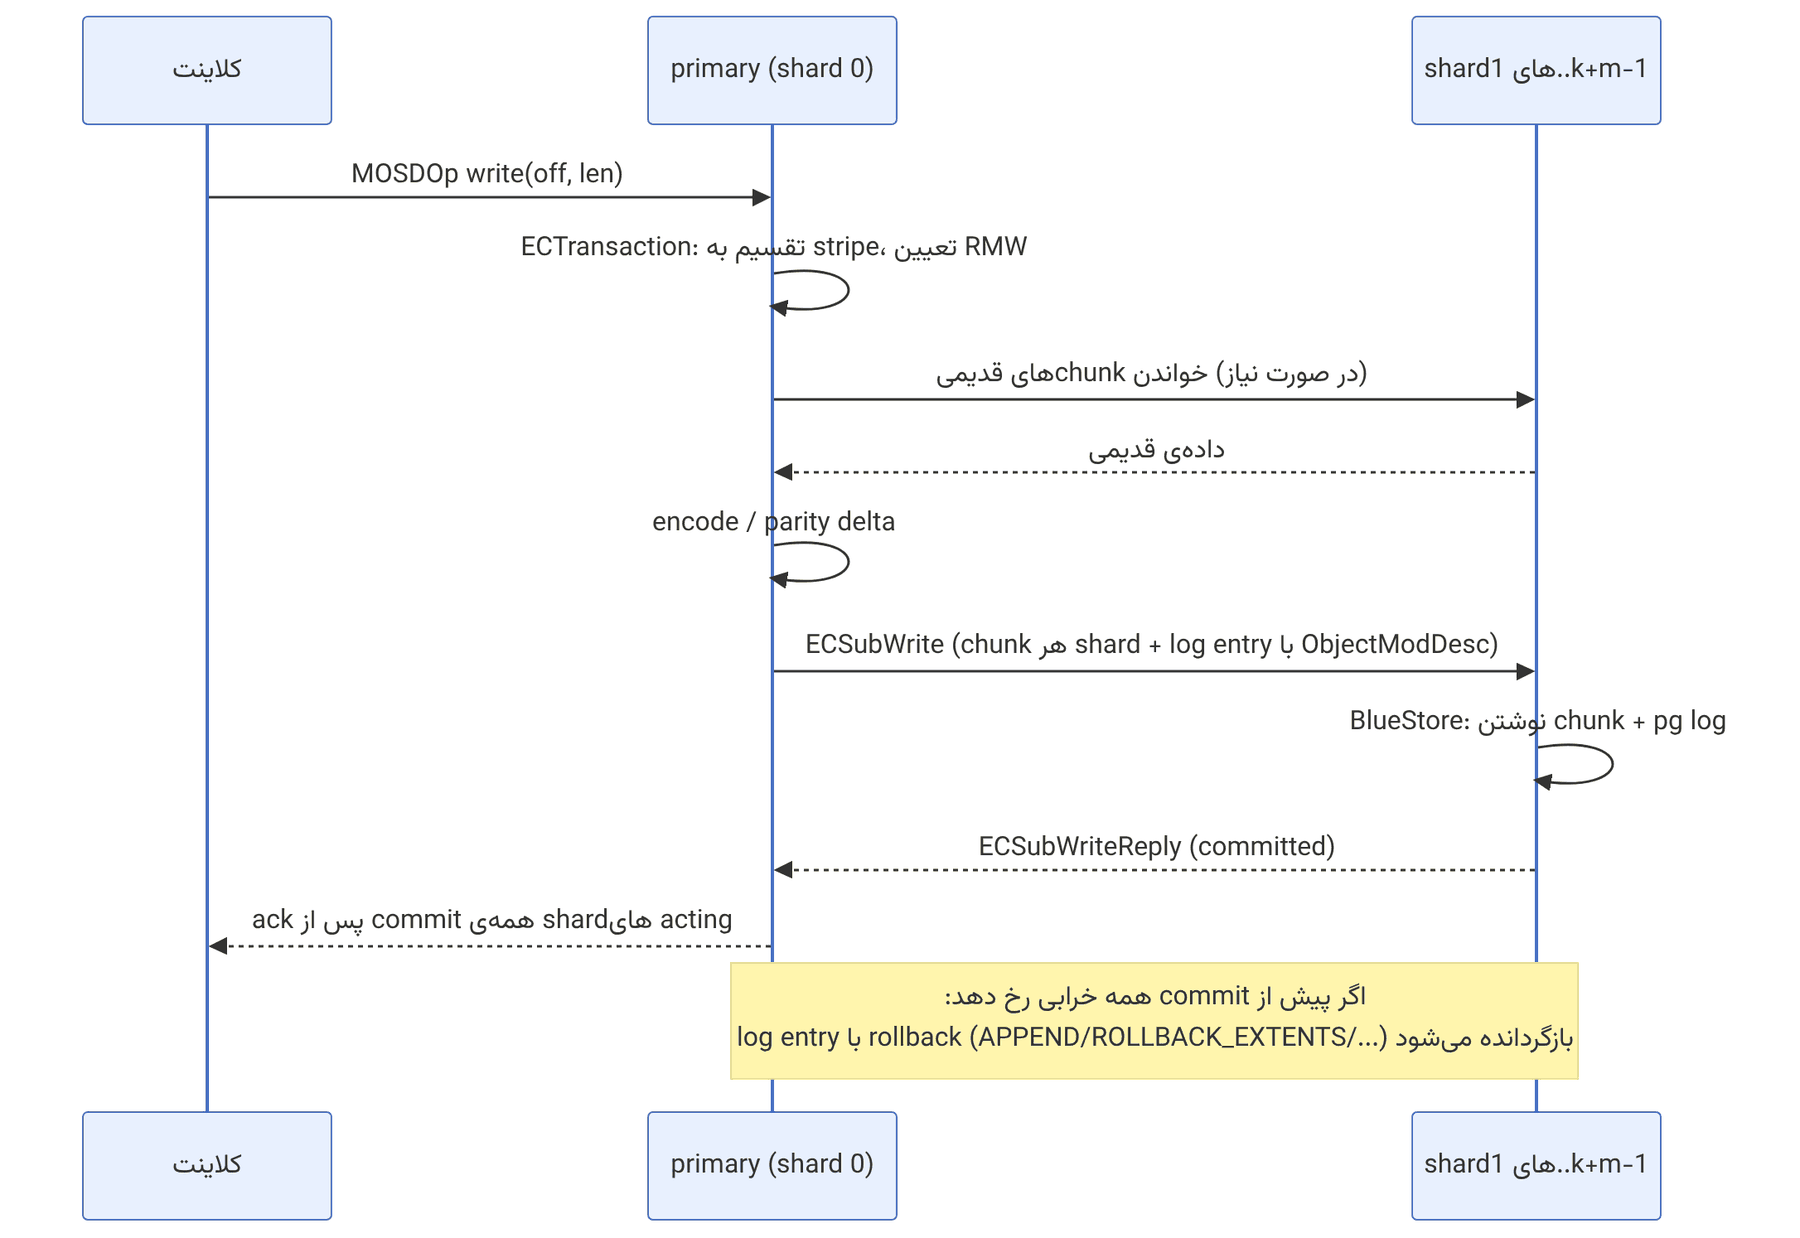 کلاینت
primary (shard 0)
shard1 های..k+m-1
MOSDOp write(off, len)
ECTransaction: تقسیم به stripe، تعیین RMW
(در صورت نیاز) خواندن chunkهای قدیمی
داده‌ی قدیمی
encode / parity delta
ECSubWrite (chunk هر shard + log entry با ObjectModDesc)
BlueStore: نوشتن chunk + pg log
ECSubWriteReply (committed)
ack پس از commit همه‌ی shardهای acting
اگر پیش از commit همه خرابی رخ دهد:
log entry با rollback (APPEND/ROLLBACK_EXTENTS/...) بازگردانده می‌شود
کلاینت
primary (shard 0)
shard1 های..k+m-1